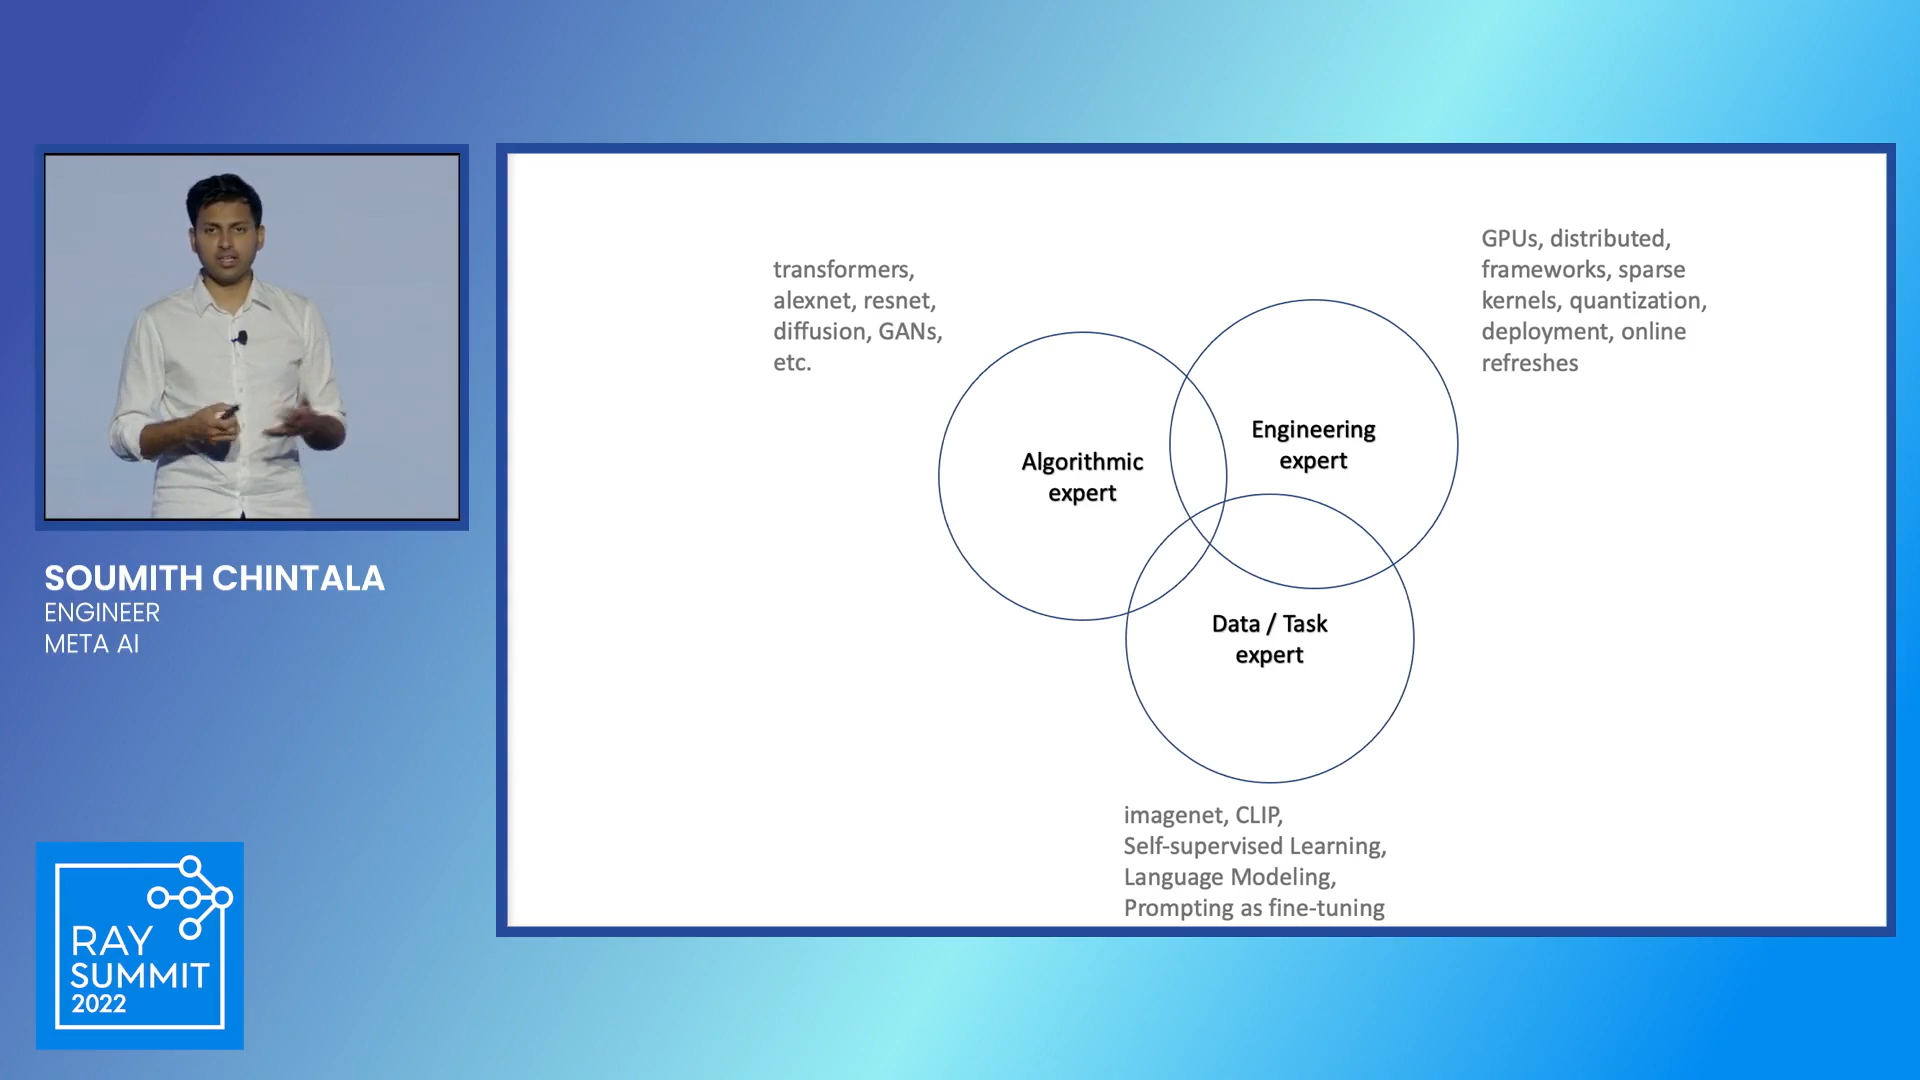 SOUMITH CHINTALA
ENGINEER
META AI
RAY
SUMMIT
2022
transformers,
alexnet, resnet,
diffusion, GANs,
etc.
GPUs, distributed,
frameworks, sparse
kernels, quantization,
deployment, online
refreshes
Algorithmic
expert
Engineering
expert
Data / Task
expert
imagenet, CLIP,
Self-supervised Learning,
Language Modeling,
Prompting as fine-tuning